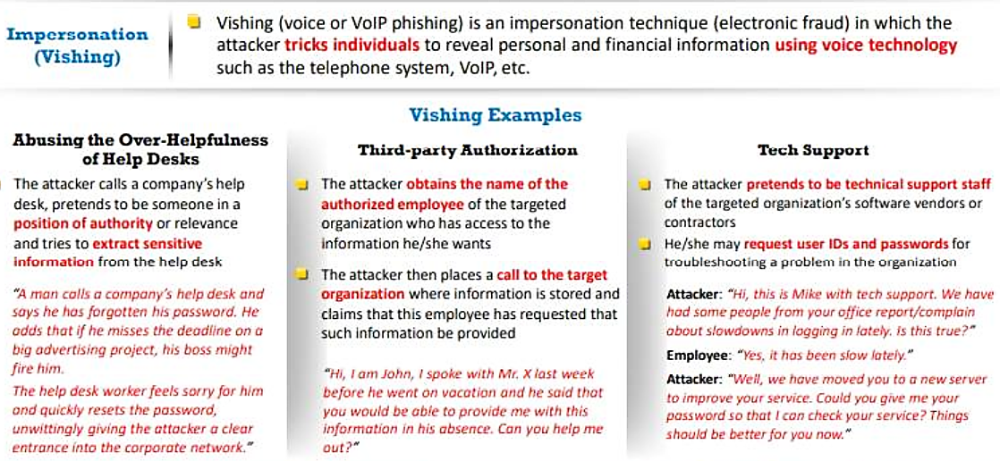 Impersonation
(Vishing)
Vishing (voice or VoIP phishing) is an impersonation technique (electronic fraud) in which the
attacker tricks individuals to reveal personal and financial information using voice technology
such as the telephone system, VoIP, etc.
Vishing Examples
Abusing the Over-Helpfulness
of Help Desks
The attacker calls a company's help
desk, pretends to be someone in a
position of authority or relevance
and tries to extract sensitive
information from the help desk
"A man calls a company's help desk and
says he has forgotten his password. He
adds that if he misses the deadline on a
big advertising project, his boss might
fire him.
The help desk worker feels sorry for him
and quickly resets the password,
unwittingly giving the attacker a clear
entrance into the corporate network."
Third-party Authorization
The attacker obtains the name of the
authorized employee of the targeted
organization who has access to the
information he/she wants
The attacker then places a call to the target
organization where information is stored and
claims that this employee has requested that
such information be provided
"Hi, I am John, I spoke with Mr. X last week
before he went on vacation and he said that
you would be able to provide me with this
information in his absence. Can you help me
out?"
Tech Support
The attacker pretends to be technical support staff
of the targeted organization's software vendors or
contractors
He/she may request user IDs and passwords for
troubleshooting a problem in the organization
Attacker: "Hi, this is Mike with tech support. We have
had some people from your office report/complain
about slowdowns in logging in lately. Is this true?"
Employee: "Yes, it has been slow lately."
Attacker: "Well, we have moved you to a new server
to improve your service. Could you give me your
password so that I can check your service? Things
should be better for you now."